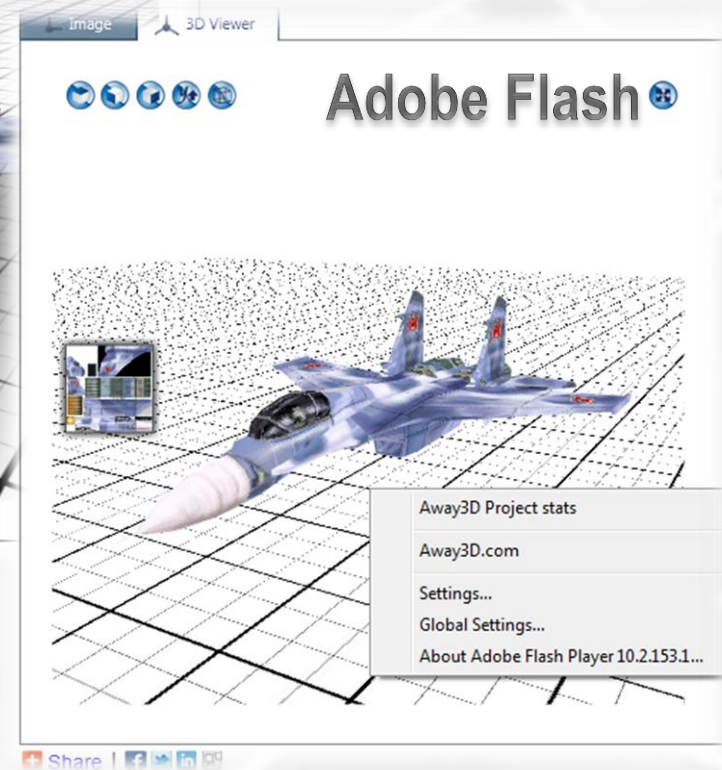 Image
3D Viewer
Adobe Flash
Away3D Project stats
Away3D.com
Settings...
Global Settings...
About Adobe Flash Player 10.2.153.1...
Share